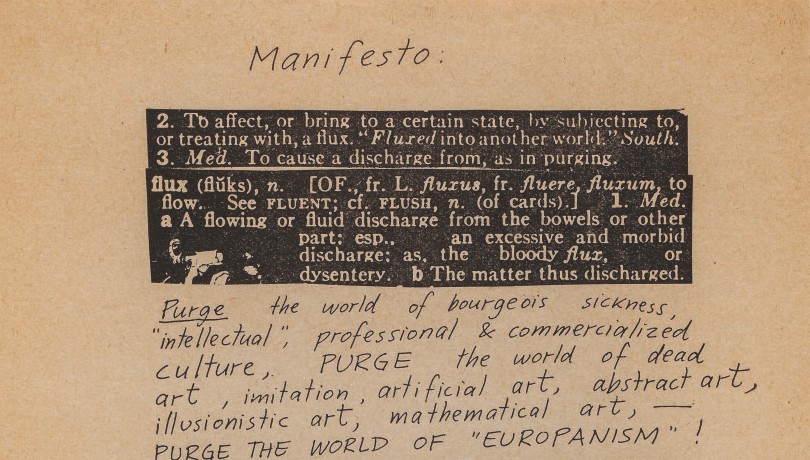 Manifesto:
2. To affect, or bring to a certain state, by subjecting to,
or treating with, a flux. "Fluxed into another world." South.
3. Med. To cause a discharge from, as in purging.
flux (flŭks), n. [OF., fr. L. fluxus, fr. fluere, fluxum, to
flow. See FLUENT; cf. FLUSH, n. (of cards).] 1. Med.
a A flowing or fluid discharge from the bowels or other
part; esp., an excessive and morbid
discharge; as, the bloody flux, or
dysentery. b The matter thus discharged.
Purge the world of bourgeois sickness,
"intellectual", professional & commercialized
culture, PURGE the world of dead
art, imitation, artificial art, abstract art,
illusionistic art, mathematical art, —
PURGE THE WORLD OF "EUROPANISM"!